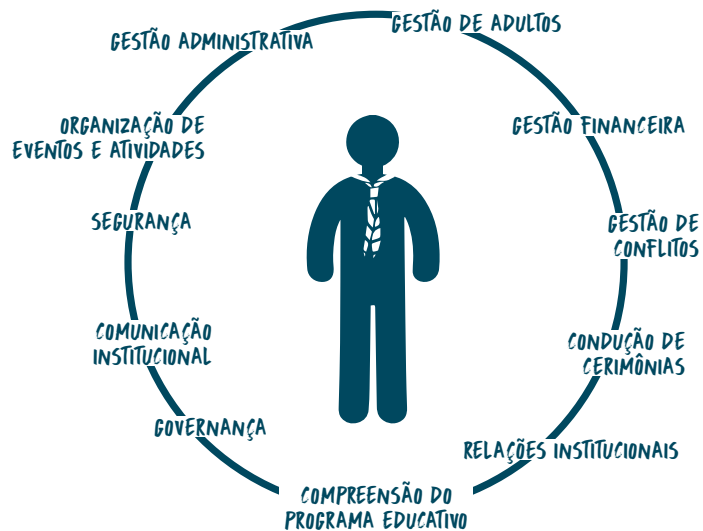 GESTÃO DE ADULTOS
GESTÃO ADMINISTRATIVA
GESTÃO FINANCEIRA
ORGANIZAÇÃO DE
EVENTOS E ATIVIDADES
SEGURANÇA
GESTÃO DE
CONFLITOS
COMUNICAÇÃO
INSTITUCIONAL
CONDUÇÃO DE
CERIMÔNIAS
GOVERNANÇA
RELAÇÕES INSTITUCIONAIS
COMPREENSÃO DO
PROGRAMA EDUCATIVO